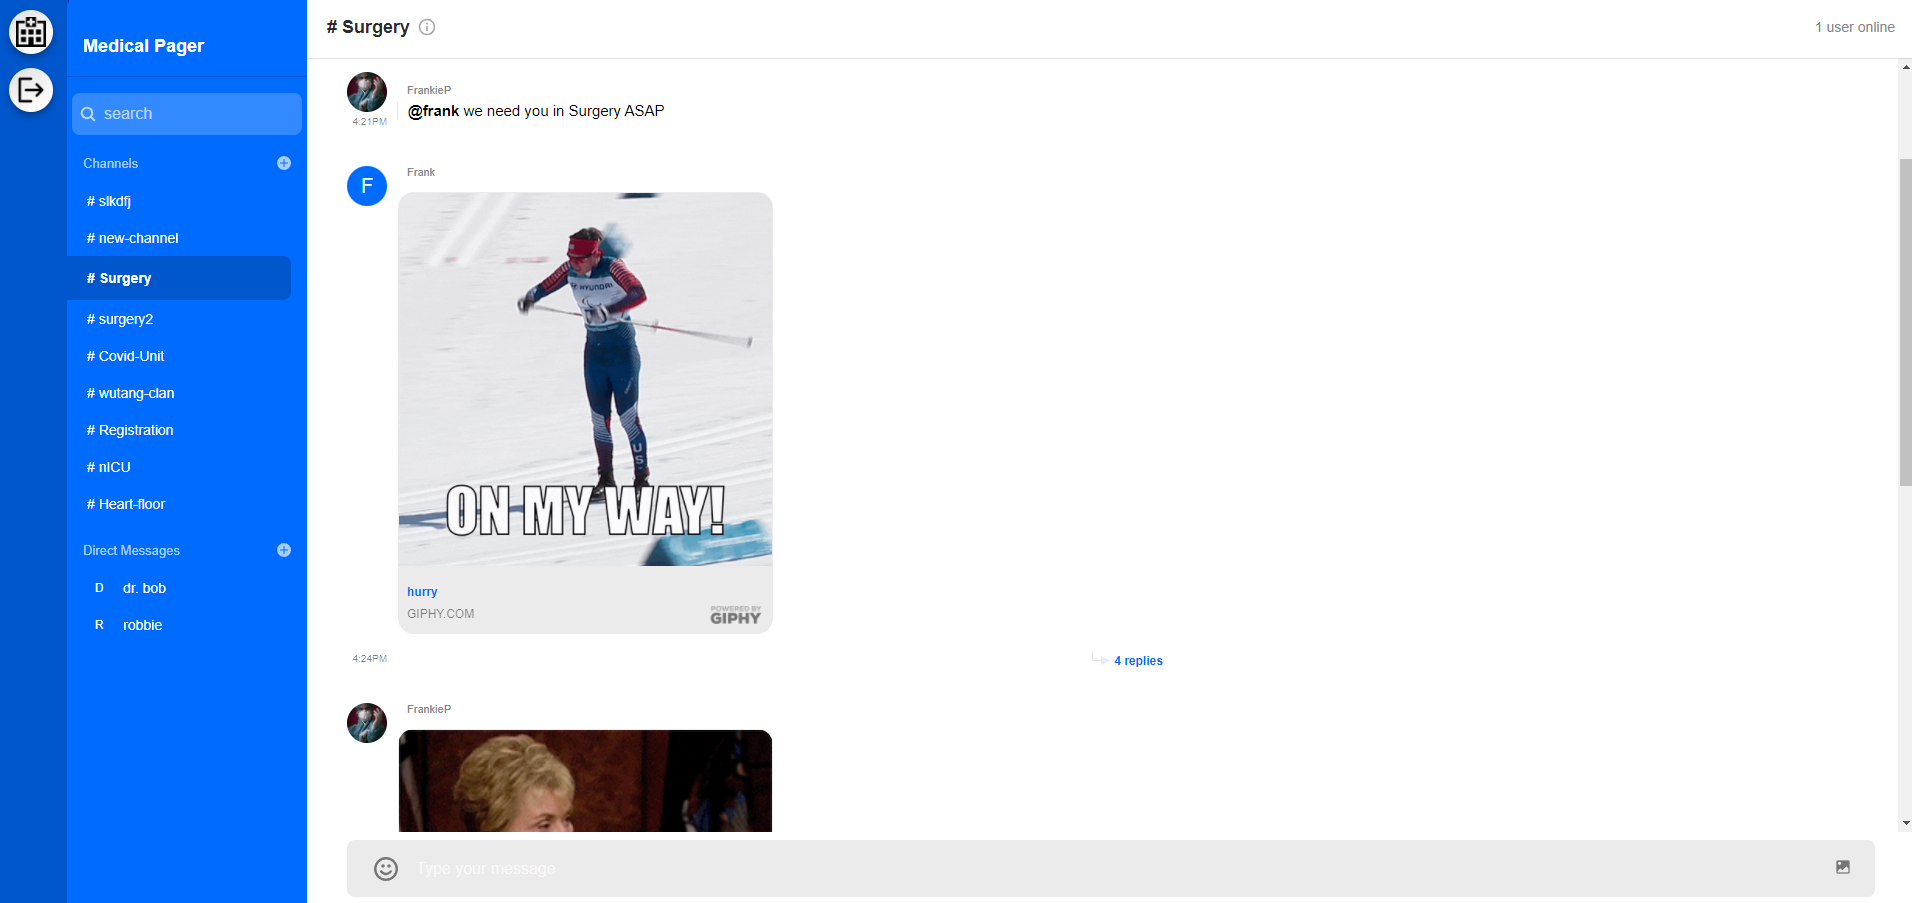 Medical Pager
search
Channels
# slkdfj
# new-channel
# Surgery
# surgery2
# Covid-Unit
# wutang-clan
# Registration
# nICU
# Heart-floor
Direct Messages
D dr. bob
R robbie
# Surgery
1 user online
FrankieP
@frank we need you in Surgery ASAP
4:21PM
F
Frank
HYUNDAI
US
ON MY WAY!
hurry
GIPHY.COM
POWERED BY
GIPHY
4:24PM
4 replies
FrankieP
Type your message